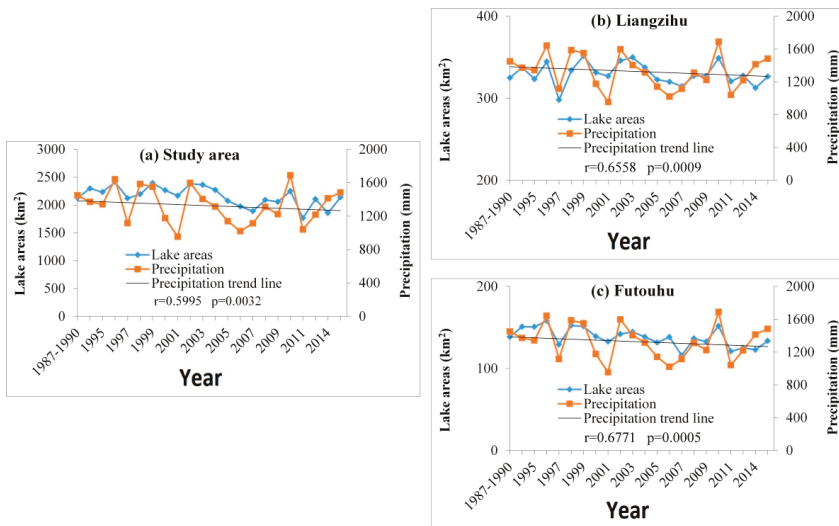 (a) Study area
Lake areas (km²)
3000
2500
2000
1500
1000
500
0
2000
1600
1200
800
400
0
Precipitation (mm)
Lake areas
Precipitation
Precipitation trend line
r=0.5995 p=0.0032
1987-1990
1995
1997
1999
2001
2003
2005
2007
2009
2011
2014
Year
(b) Liangzihu
Lake areas (km²)
400
300
200
2000
1600
1200
800
400
0
Precipitation (mm)
Lake areas
Precipitation
Precipitation trend line
r=0.6558 p=0.0009
1987-1990
1995
1997
1999
2001
2003
2005
2007
2009
2011
2014
Year
(c) Futouhu
Lake areas (km²)
200
100
0
2000
1600
1200
800
400
0
Precipitation (mm)
Lake areas
Precipitation
Precipitation trend line
r=0.6771 p=0.0005
1987-1990
1995
1997
1999
2001
2003
2005
2007
2009
2011
2014
Year